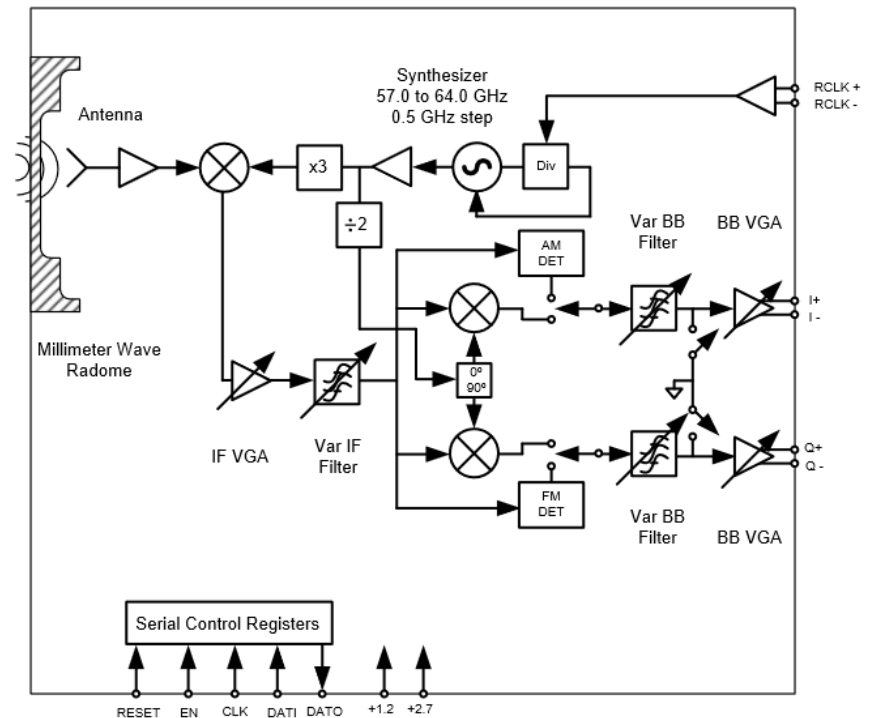 Synthesizer
57.0 to 64.0 GHz
0.5 GHz step
RCLK +
RCLK -
Antenna
x3
Div
÷2
Var BB
Filter
BB VGA
AM
DET
I+
I -
Millimeter Wave
Radome
0º
90º
IF VGA
Var IF
Filter
Q+
Q -
FM
DET
Var BB
Filter
BB VGA
Serial Control Registers
RESET
EN
CLK
DATI
DATO
+1.2
+2.7